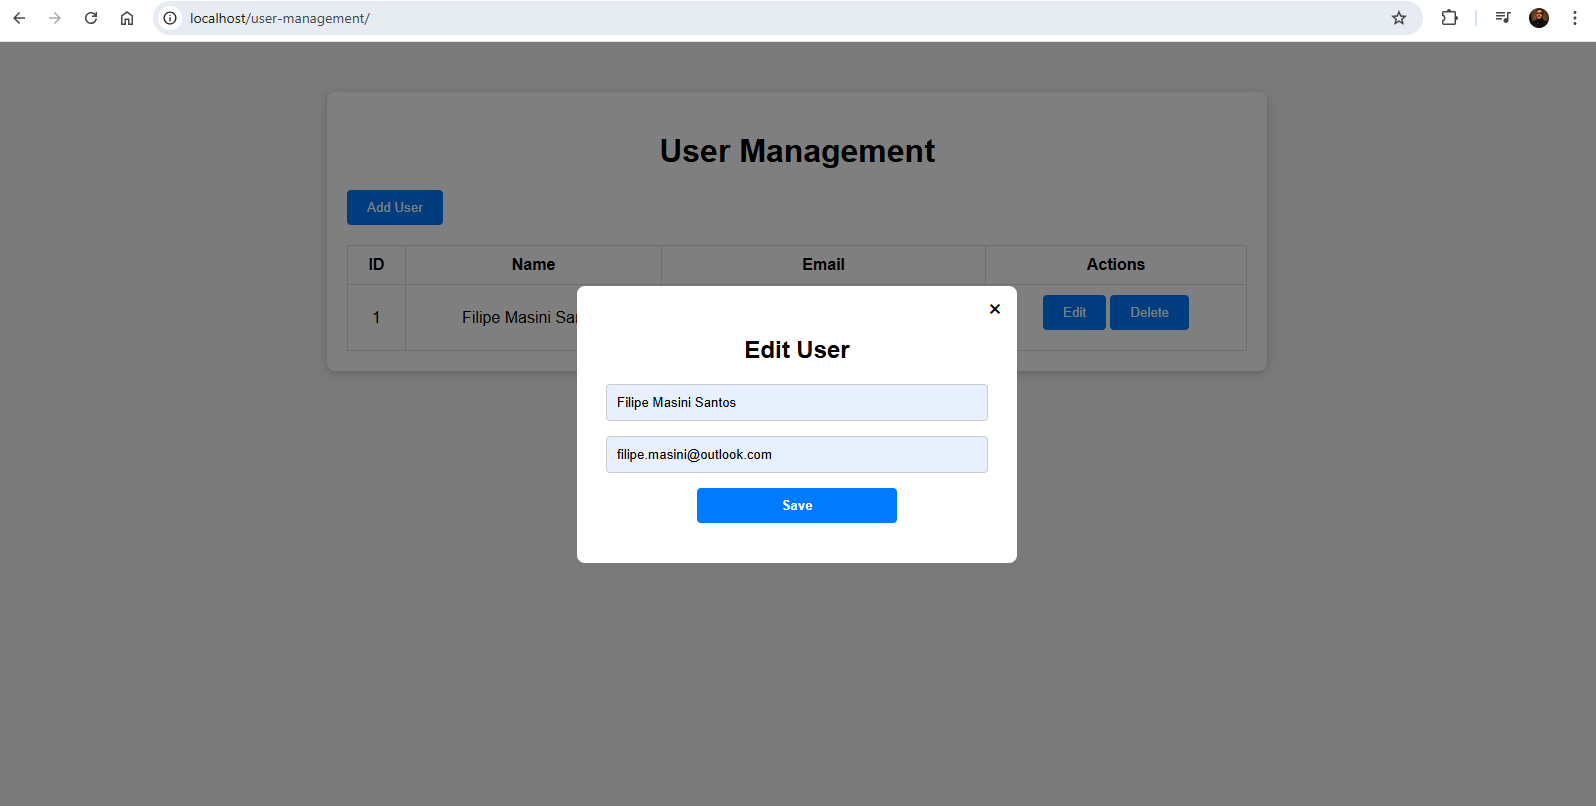 localhost/user-management/
User Management
Add User
ID Name Email Actions
1 Filipe Masini Sa Edit Delete
×
Edit User
Filipe Masini Santos
filipe.masini@outlook.com
Save